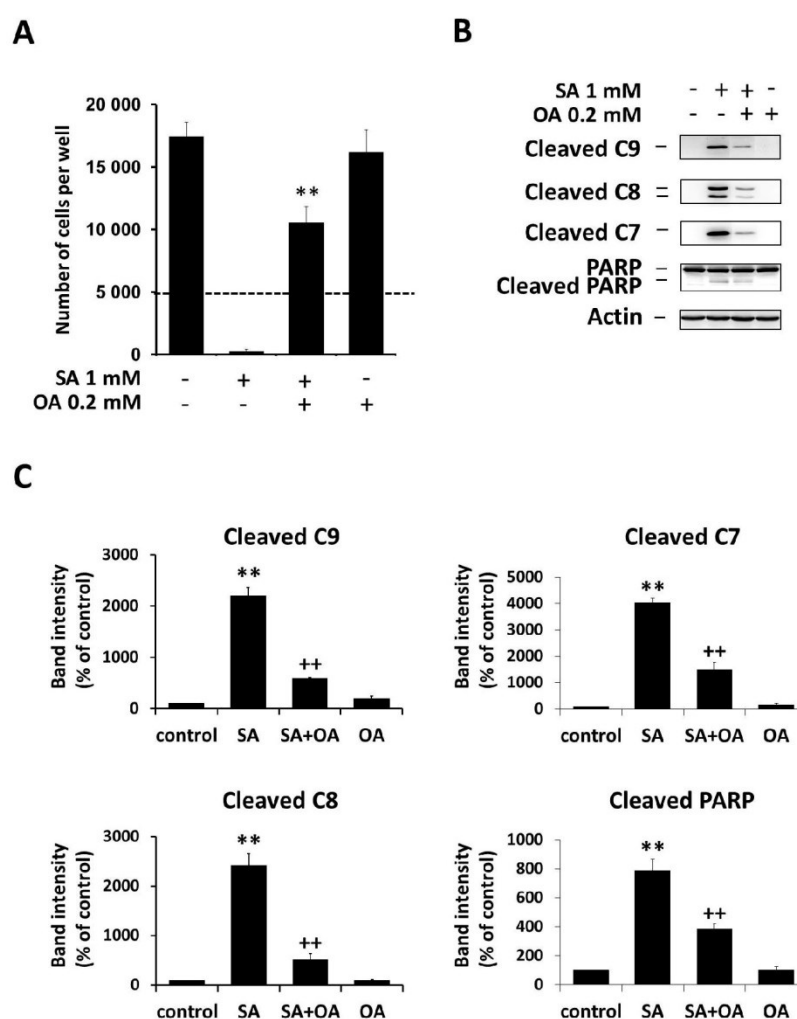 A
20 000
15 000
10 000
5 000
0
Number of cells per well
**
SA 1 mM - + + -
OA 0.2 mM - - + +
B
SA 1 mM - + + -
OA 0.2 mM - - + +
Cleaved C9 –
Cleaved C8 =
Cleaved C7 –
PARP –
Cleaved PARP –
Actin –
C
Cleaved C9
Band intensity
(% of control)
3000
2000
1000
0
**
++
control SA SA+OA OA
Cleaved C7
Band intensity
(% of control)
5000
4000
3000
2000
1000
0
**
++
control SA SA+OA OA
Cleaved C8
Band intensity
(% of control)
3000
2000
1000
0
**
++
control SA SA+OA OA
Cleaved PARP
Band intensity
(% of control)
1000
800
600
400
200
0
**
++
control SA SA+OA OA